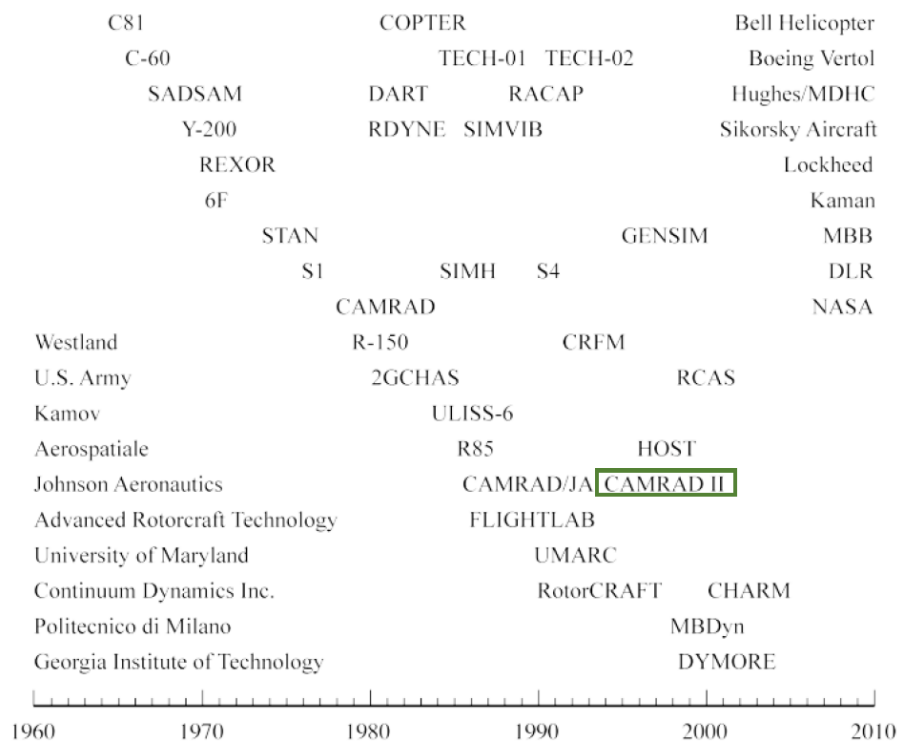 C81 COPTER Bell Helicopter
C-60 TECH-01 TECH-02 Boeing Vertol
SADSAM DART RACAP Hughes/MDHC
Y-200 RDYNE SIMVIB Sikorsky Aircraft
REXOR Lockheed
6F Kaman
STAN GENSIM MBB
S1 SIMH S4 DLR
CAMRAD NASA
Westland R-150 CRFM
U.S. Army 2GCHAS RCAS
Kamov ULISS-6
Aerospatiale R85 HOST
Johnson Aeronautics CAMRAD/JA CAMRAD II
Advanced Rotorcraft Technology FLIGHTLAB
University of Maryland UMARC
Continuum Dynamics Inc. RotorCRAFT CHARM
Politecnico di Milano MBDyn
Georgia Institute of Technology DYMORE
1960 1970 1980 1990 2000 2010